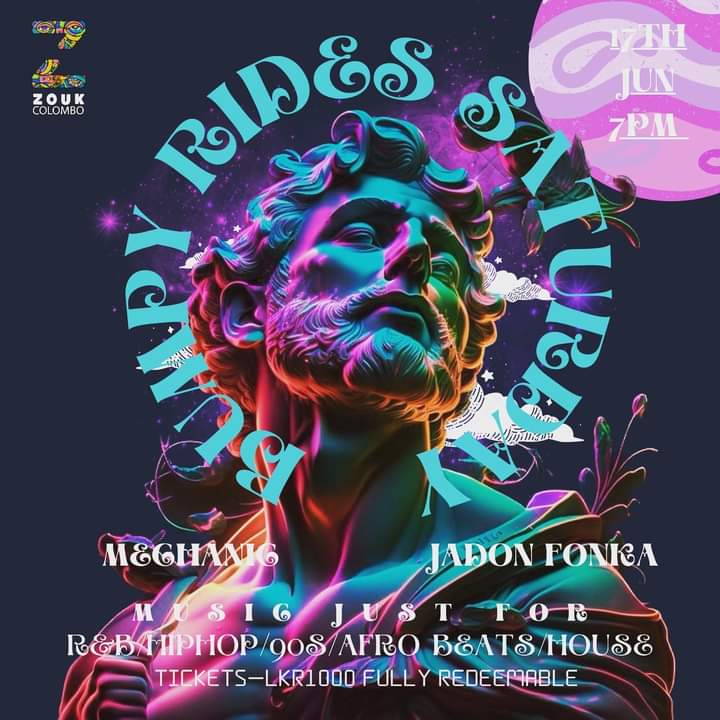 ZOUK
COLOMBO
17TH
JUN
7PM
BUMPY RIDES SATURDAY
MECHANIC
JADON FONKA
MUSIC JUST FOR
R&B/HIPHOP/90S/AFRO BEATS/HOUSE
TICKETS-LKR1000 FULLY REDEEMABLE